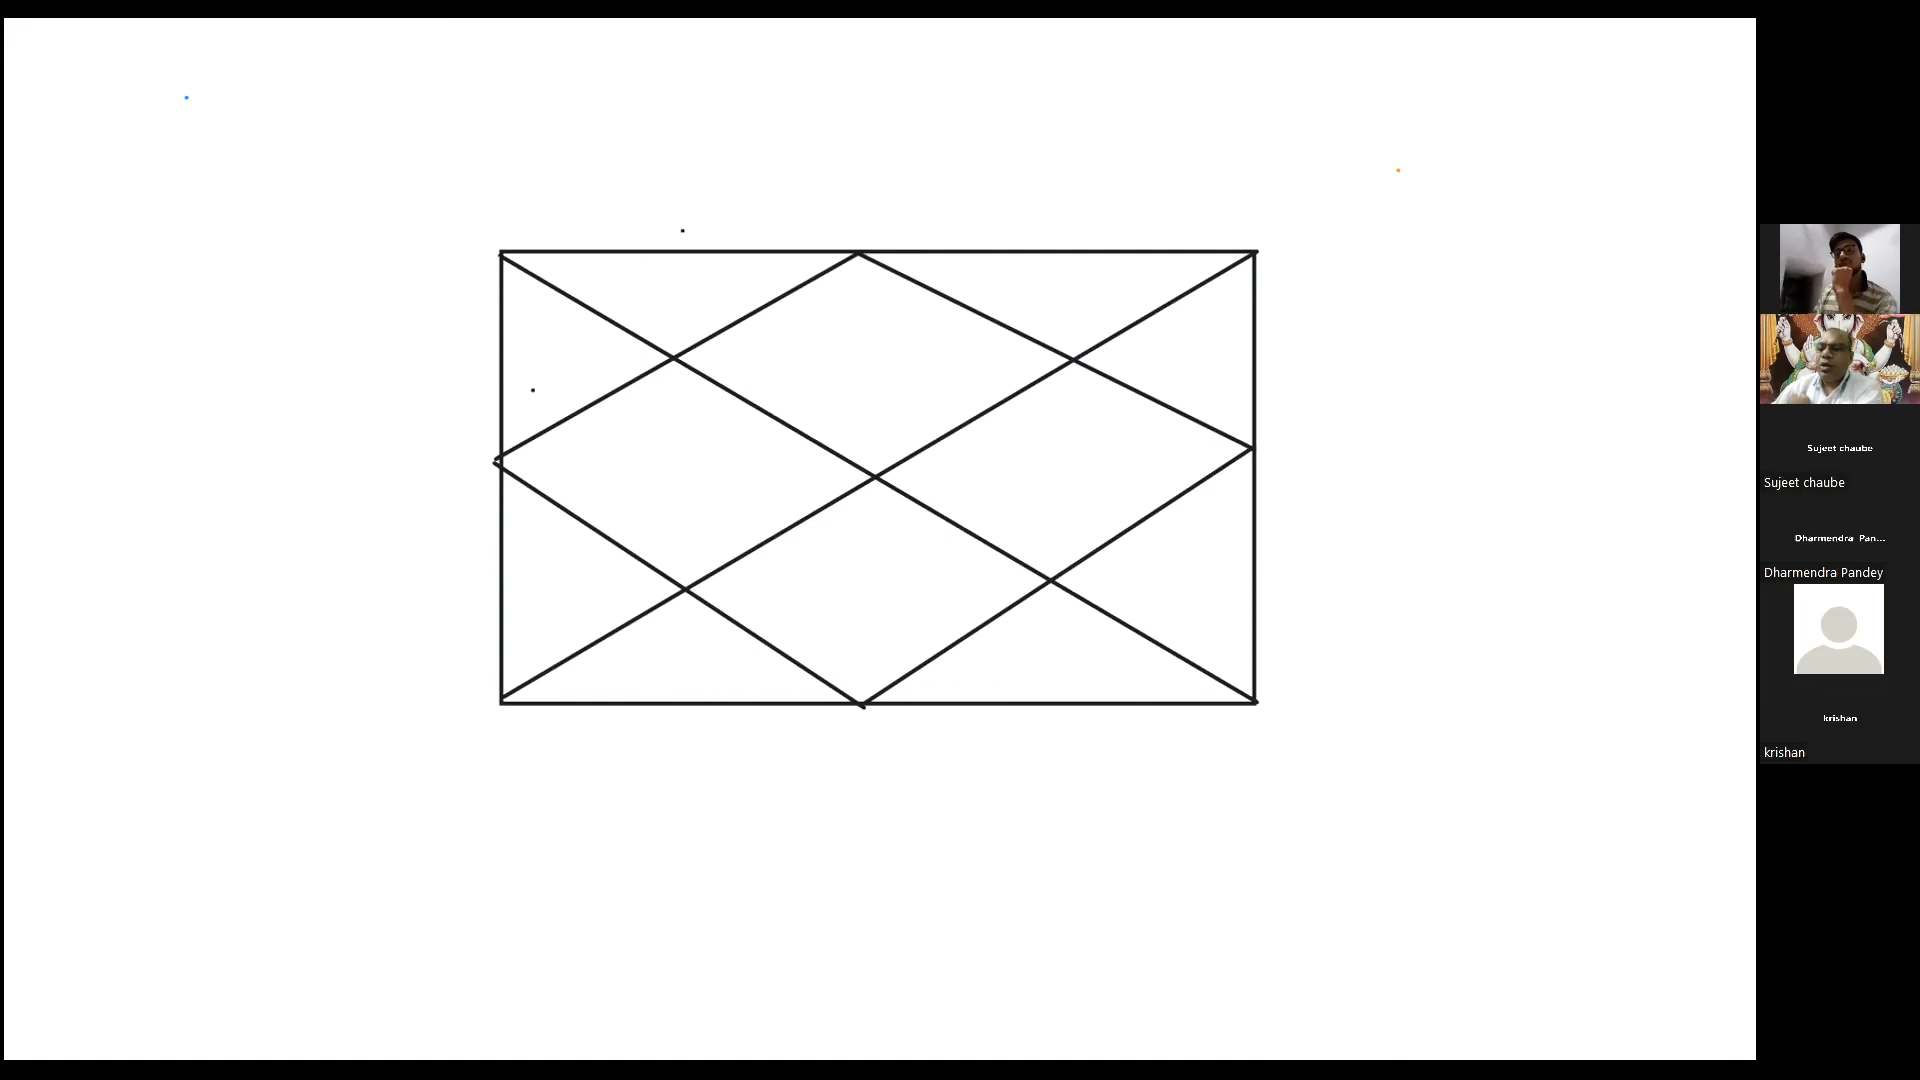 Sujeet chaube
Sujeet chaube
Dharmendra Pan...
Dharmendra Pandey
krishan
krishan